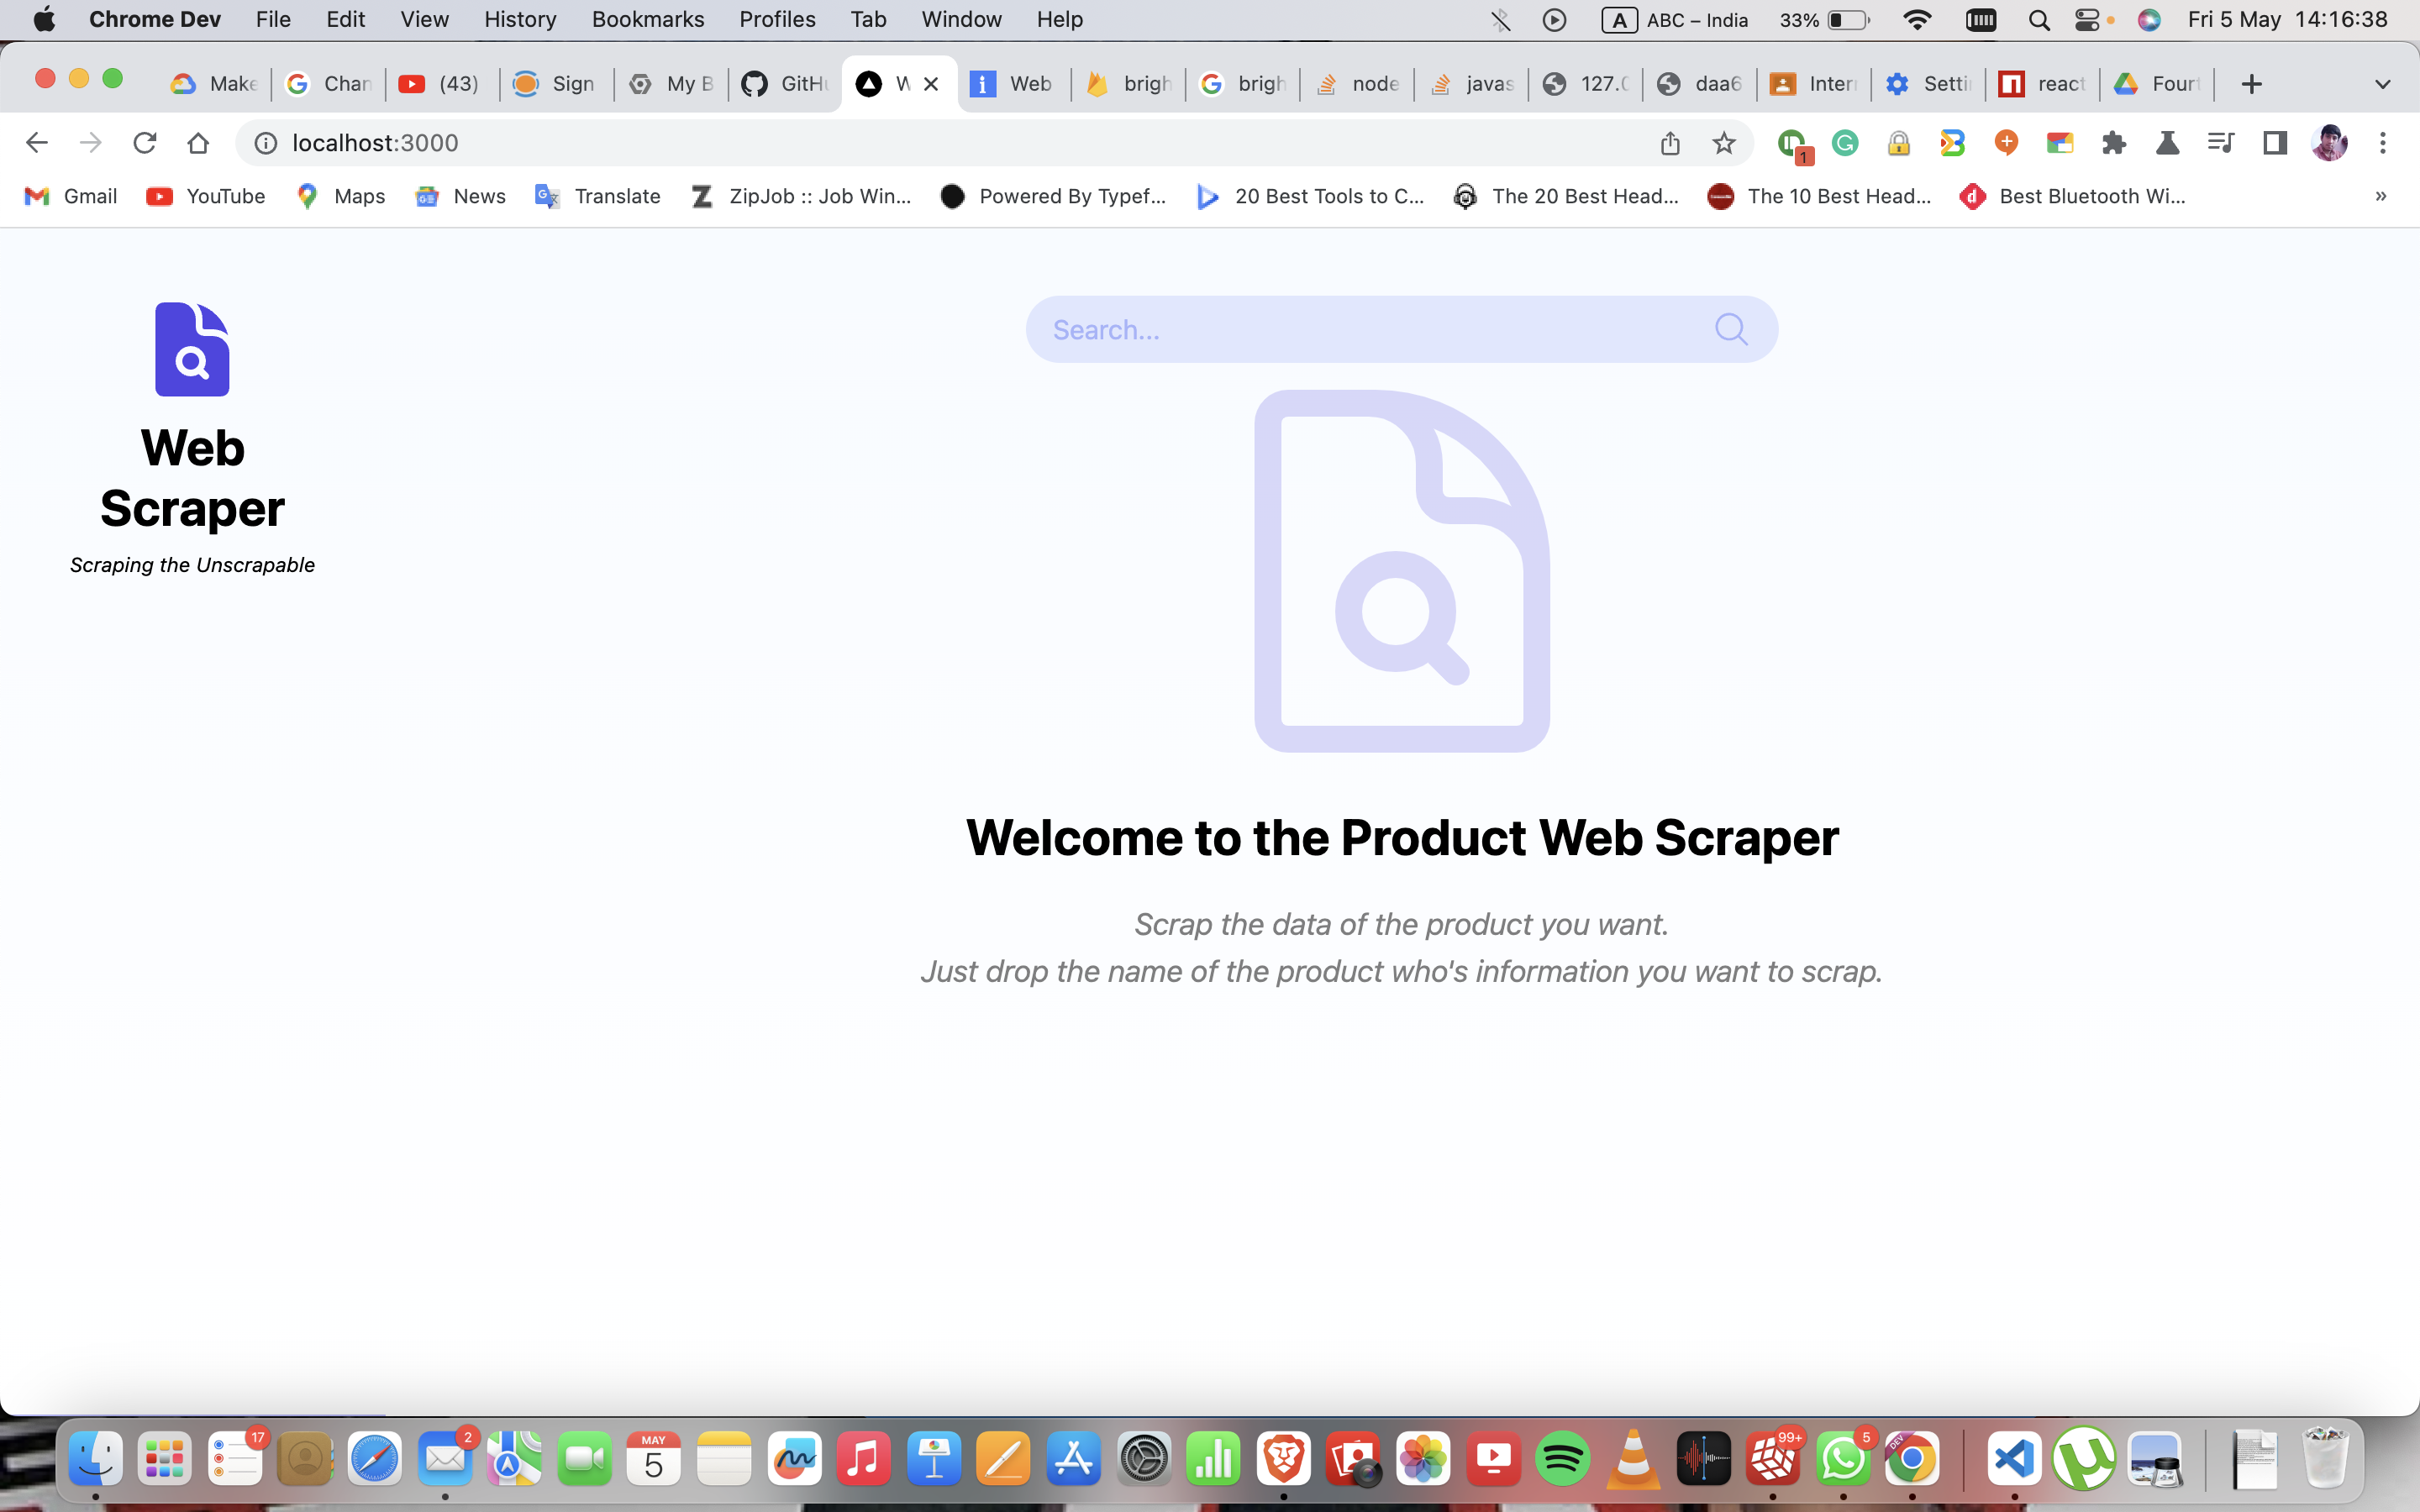 Chrome Dev File Edit View History Bookmarks Profiles Tab Window Help A ABC – India 33% Fri 5 May 14:16:38
Make Chan (43) Sign My B GitHu W Web brigh brigh node javas 127.0 daa6 Inter Setti react Four
localhost:3000 1
Gmail YouTube Maps News Translate ZipJob :: Job Win... Powered By Typef... 20 Best Tools to C... The 20 Best Head... The 10 Best Head... Best Bluetooth Wi... »
Search...
Web
Scraper
Scraping the Unscrapable
Welcome to the Product Web Scraper
Scrap the data of the product you want.
Just drop the name of the product who's information you want to scrap.
17 2 MAY 5 99+ 5 DEV